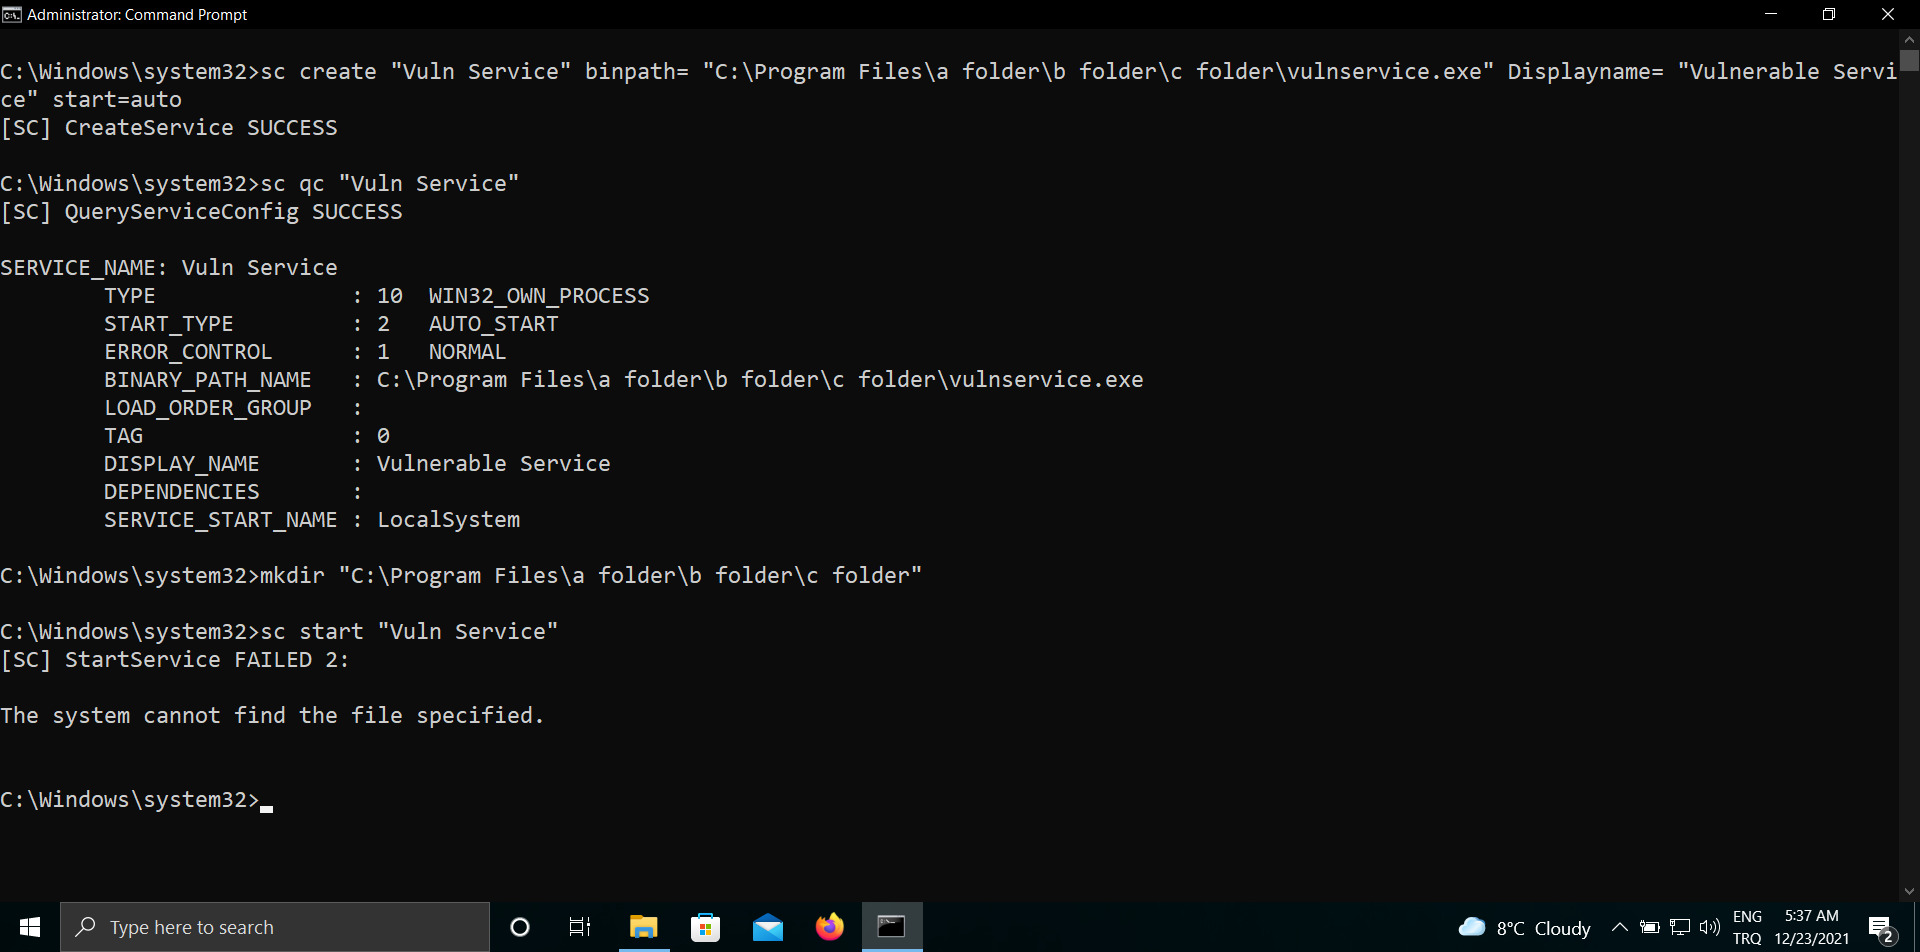 Administrator: Command Prompt
C:\Windows\system32>sc create "Vuln Service" binpath= "C:\Program Files\a folder\b folder\c folder\vulnservice.exe" Displayname= "Vulnerable Servi
ce" start=auto
[SC] CreateService SUCCESS
C:\Windows\system32>sc qc "Vuln Service"
[SC] QueryServiceConfig SUCCESS
SERVICE_NAME: Vuln Service
TYPE : 10 WIN32_OWN_PROCESS
START_TYPE : 2 AUTO_START
ERROR_CONTROL : 1 NORMAL
BINARY_PATH_NAME : C:\Program Files\a folder\b folder\c folder\vulnservice.exe
LOAD_ORDER_GROUP :
TAG : 0
DISPLAY_NAME : Vulnerable Service
DEPENDENCIES :
SERVICE_START_NAME : LocalSystem
C:\Windows\system32>mkdir "C:\Program Files\a folder\b folder\c folder"
C:\Windows\system32>sc start "Vuln Service"
[SC] StartService FAILED 2:
The system cannot find the file specified.
C:\Windows\system32>
Type here to search
8°C Cloudy
ENG
TRQ
5:37 AM
12/23/2021
2